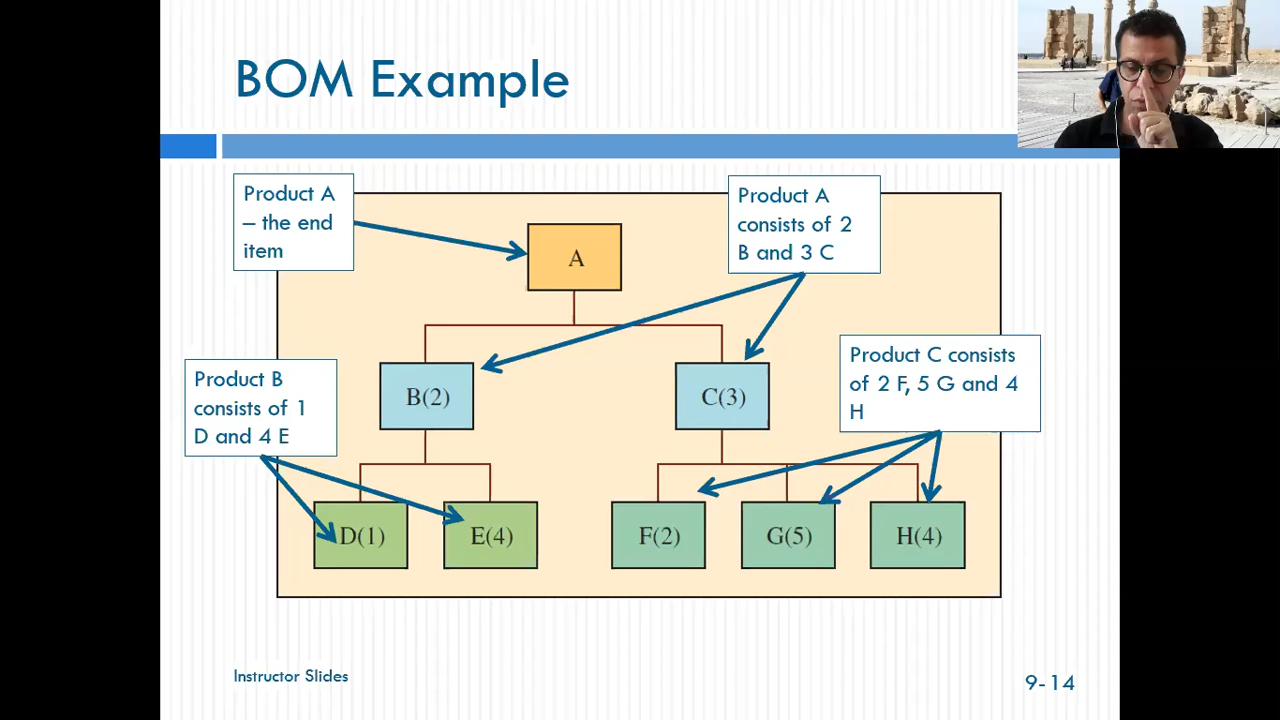 BOM Example
Product A
– the end
item
Product A
consists of 2
B and 3 C
A
Product C consists
of 2 F, 5 G and 4
H
Product B
consists of 1
D and 4 E
B(2)
C(3)
D(1)
E(4)
F(2)
G(5)
H(4)
Instructor Slides
9-14